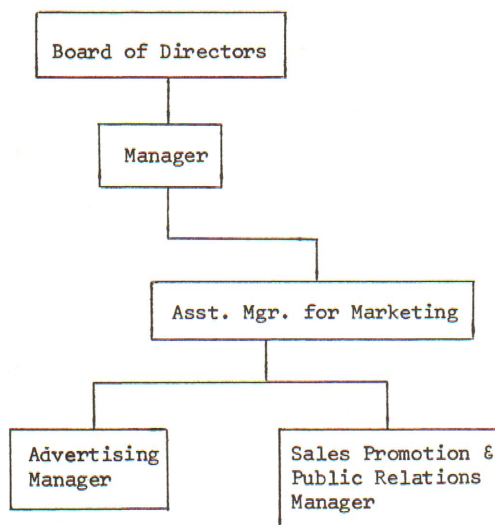 Board of Directors
Manager
Asst. Mgr. for Marketing
Advertising
Manager
Sales Promotion &
Public Relations
Manager